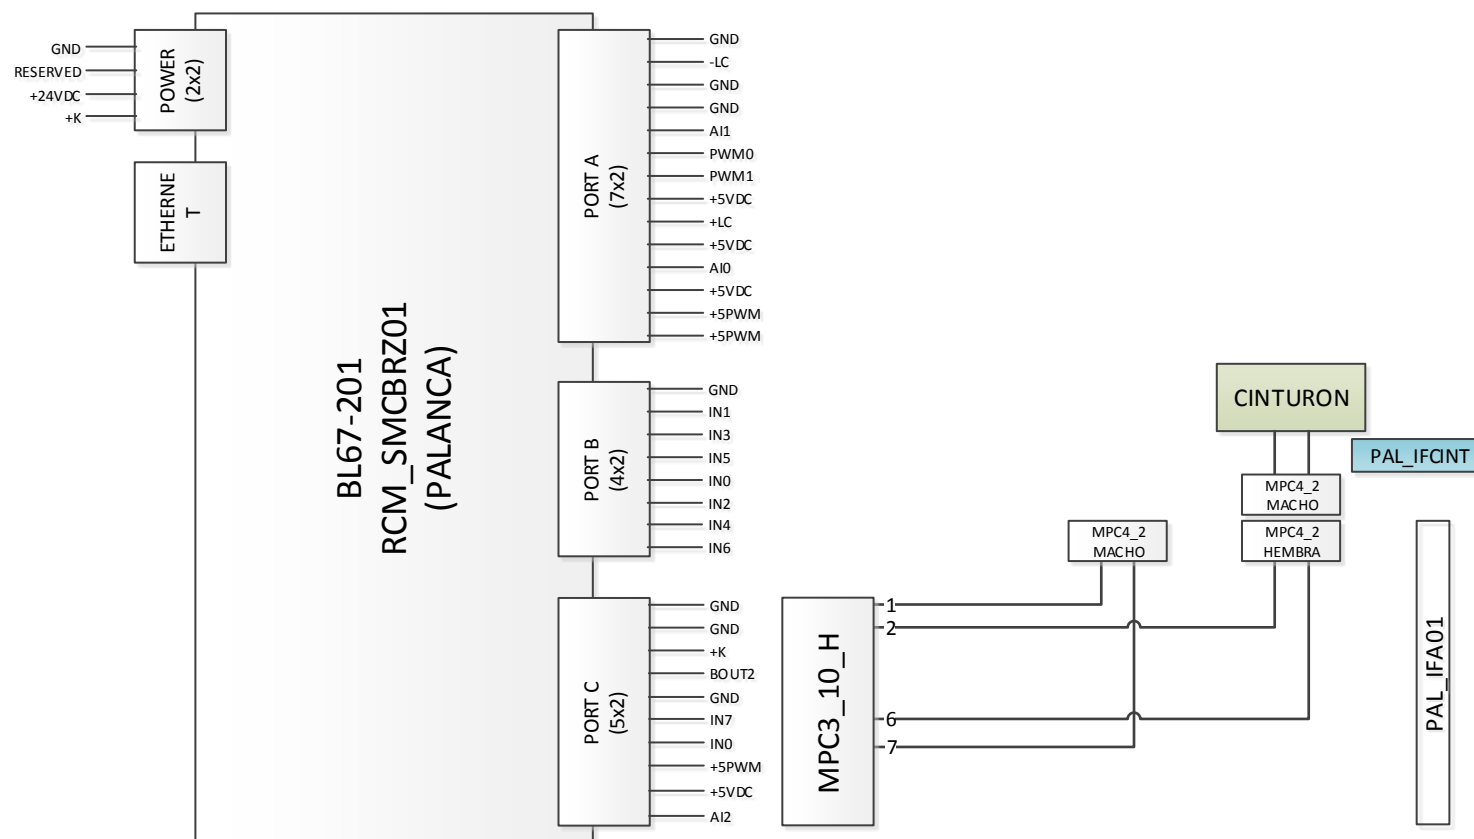 GND
RESERVED
+24VDC
+K
POWER
(2x2)
ETHERNE
T
BL67-201
RCM_SMCBRZ01
(PALANCA)
PORT A
(7x2)
GND
-LC
GND
GND
AI1
PWM0
PWM1
+5VDC
+LC
+5VDC
AI0
+5VDC
+5PWM
+5PWM
PORT B
(4x2)
GND
IN1
IN3
IN5
IN0
IN2
IN4
IN6
PORT C
(5x2)
GND
GND
+K
BOUT2
GND
IN7
IN0
+5PWM
+5VDC
AI2
MPC3_10_H
1
2
6
7
MPC4_2
MACHO
CINTURON
PAL_IFCINT
MPC4_2
MACHO
MPC4_2
HEMBRA
PAL_IFA01